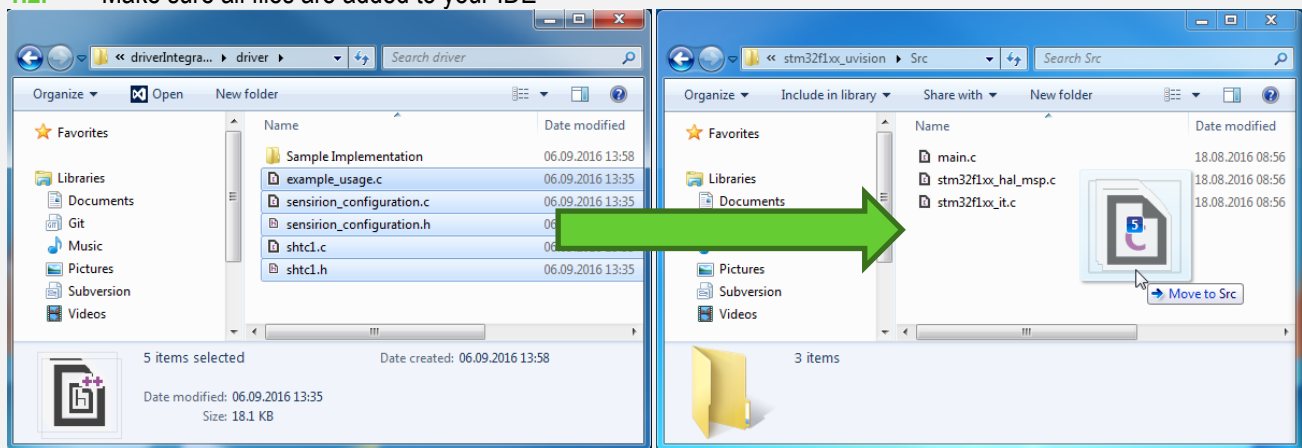 1.2. Make sure all files are added to your IDE
« driverIntegra... ▸ driver ▸
Search driver
Organize ▾ Open New folder
Favorites
Libraries
Documents
Git
Music
Pictures
Subversion
Videos
Name Date modified
Sample Implementation 06.09.2016 13:58
example_usage.c 06.09.2016 13:35
sensirion_configuration.c 06.09.2016 13:35
sensirion_configuration.h
shtc1.c
shtc1.h 06.09.2016 13:35
5 items selected Date created: 06.09.2016 13:58
Date modified: 06.09.2016 13:35
Size: 18.1 KB
« stm32f1xx_uvision ▸ Src
Search Src
Organize ▾ Include in library ▾ Share with ▾ New folder
Favorites
Libraries
Documents
Pictures
Subversion
Videos
Name Date modified
main.c 18.08.2016 08:56
stm32f1xx_hal_msp.c 18.08.2016 08:56
stm32f1xx_it.c 18.08.2016 08:56
5
Move to Src
3 items